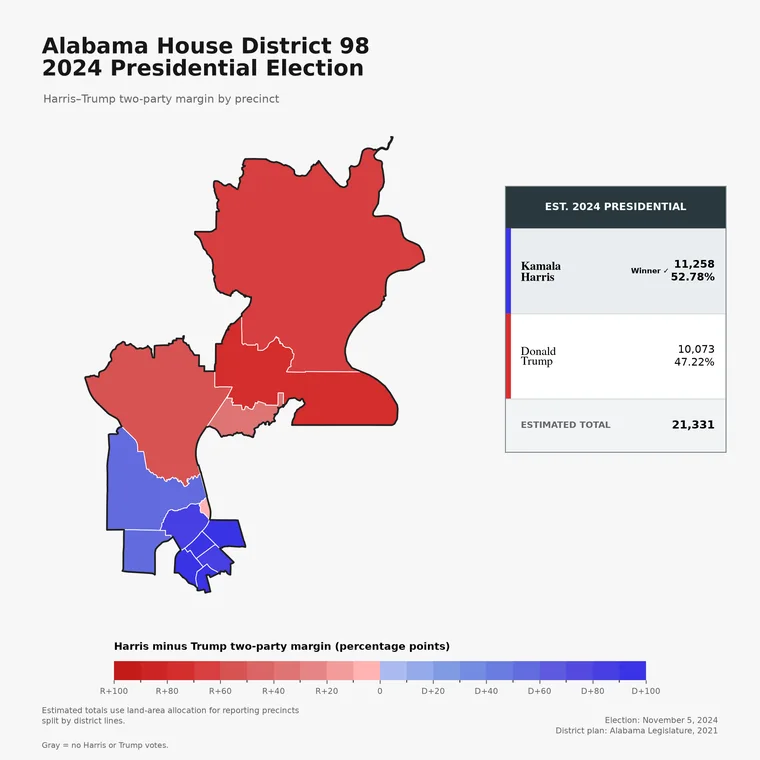 Alabama House District 98
2024 Presidential Election
Harris–Trump two-party margin by precinct
EST. 2024 PRESIDENTIAL
Kamala
Harris
Winner ✓
11,258
52.78%
Donald
Trump
10,073
47.22%
ESTIMATED TOTAL
21,331
Harris minus Trump two-party margin (percentage points)
R+100 R+80 R+60 R+40 R+20 0 D+20 D+40 D+60 D+80 D+100
Estimated totals use land-area allocation for reporting precincts
split by district lines.
Gray = no Harris or Trump votes.
Election: November 5, 2024
District plan: Alabama Legislature, 2021